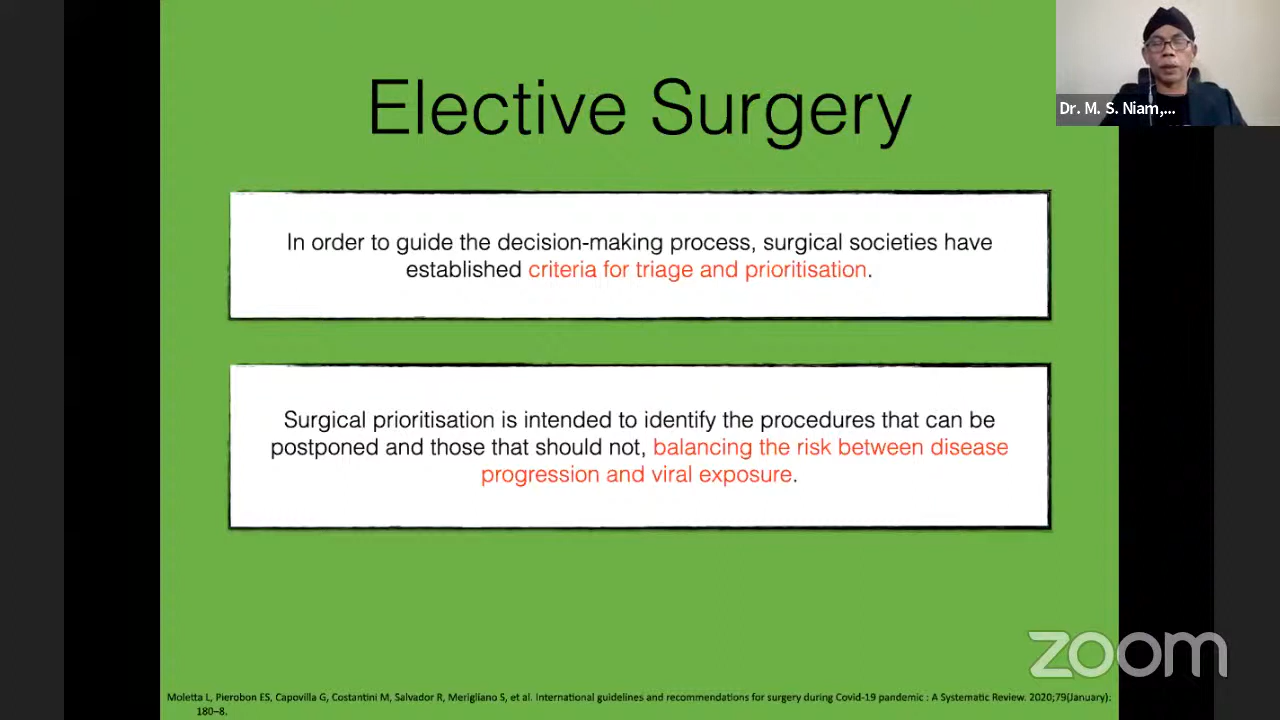 Elective Surgery
Dr. M. S. Niam,...
In order to guide the decision-making process, surgical societies have
established criteria for triage and prioritisation.
Surgical prioritisation is intended to identify the procedures that can be
postponed and those that should not, balancing the risk between disease
progression and viral exposure.
zoom
Moletta L, Pierobon ES, Capovilla G, Costantini M, Salvador R, Merigliano S, et al. International guidelines and recommendations for surgery during Covid-19 pandemic : A Systematic Review. 2020;79(January):
180–8.